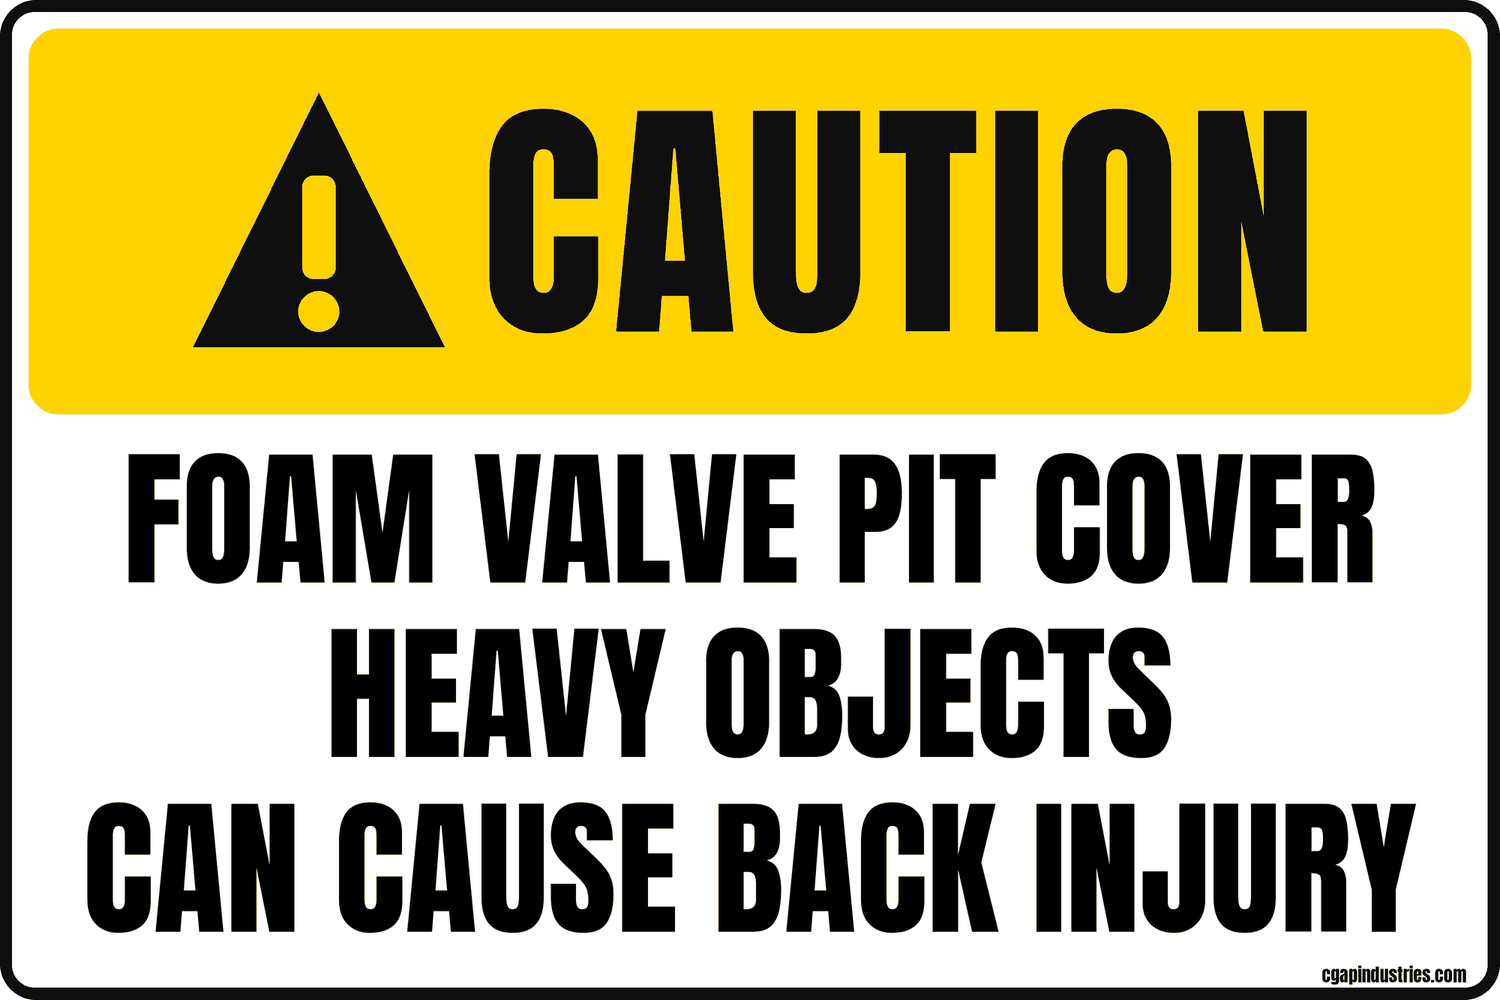 CAUTION
FOAM VALVE PIT COVER
HEAVY OBJECTS
CAN CAUSE BACK INJURY
cgapindustries.com